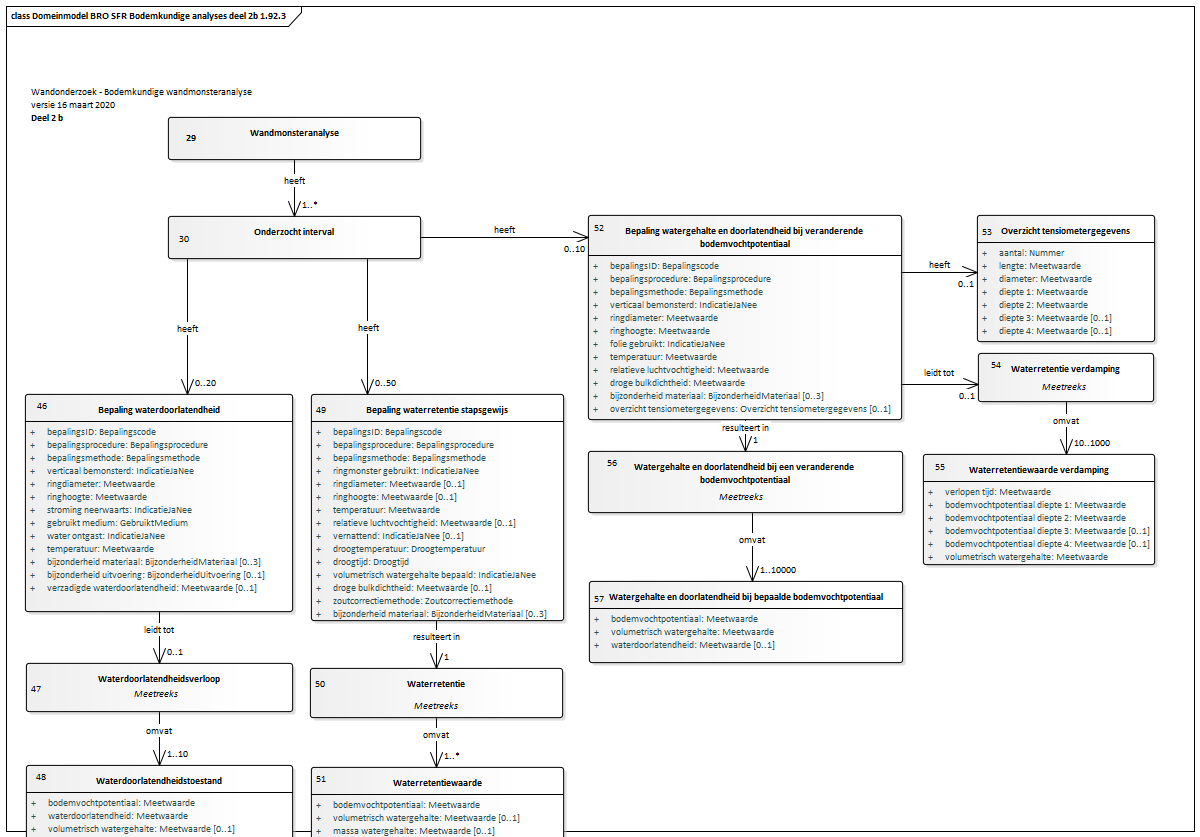 class Domeinmodel BRO SFR Bodemkundige analyses deel 2b 1.92.3
Wandonderzoek - Bodemkundige wandmonsteranalyse
versie 16 maart 2020
Deel 2 b
29
Wandmonsteranalyse
heeft
1..*
30
Onderzocht interval
heeft
0..10
heeft
0..20
heeft
0..50
52
Bepaling watergehalte en doorlatendheid bij veranderende
bodemvochtpotentiaal
+ bepalingsID: Bepalingscode
+ bepalingsprocedure: Bepalingsprocedure
+ bepalingsmethode: Bepalingsmethode
+ verticaal bemonsterd: IndicatieJaNee
+ ringdiameter: Meetwaarde
+ ringhoogte: Meetwaarde
+ folie gebruikt: IndicatieJaNee
+ temperatuur: Meetwaarde
+ relatieve luchtvochtigheid: Meetwaarde
+ droge bulkdichtheid: Meetwaarde
+ bijzonderheid materiaal: BijzonderheidMateriaal [0..3]
+ overzicht tensiometergegevens: Overzicht tensiometergegevens [0..1]
heeft
0..1
53
Overzicht tensiometergegevens
+ aantal: Nummer
+ lengte: Meetwaarde
+ diameter: Meetwaarde
+ diepte 1: Meetwaarde
+ diepte 2: Meetwaarde
+ diepte 3: Meetwaarde [0..1]
+ diepte 4: Meetwaarde [0..1]
leidt tot
0..1
54
Waterretentie verdamping
Meetreeks
omvat
10..1000
55
Waterretentiewaarde verdamping
+ verlopen tijd: Meetwaarde
+ bodemvochtpotentiaal diepte 1: Meetwaarde
+ bodemvochtpotentiaal diepte 2: Meetwaarde
+ bodemvochtpotentiaal diepte 3: Meetwaarde [0..1]
+ bodemvochtpotentiaal diepte 4: Meetwaarde [0..1]
+ volumetrisch watergehalte: Meetwaarde
resulteert in
1
56
Watergehalte en doorlatendheid bij een veranderende
bodemvochtpotentiaal
Meetreeks
omvat
1..10000
57
Watergehalte en doorlatendheid bij bepaalde bodemvochtpotentiaal
+ bodemvochtpotentiaal: Meetwaarde
+ volumetrisch watergehalte: Meetwaarde
+ waterdoorlatendheid: Meetwaarde [0..1]
46
Bepaling waterdoorlatendheid
+ bepalingsID: Bepalingscode
+ bepalingsprocedure: Bepalingsprocedure
+ bepalingsmethode: Bepalingsmethode
+ verticaal bemonsterd: IndicatieJaNee
+ ringdiameter: Meetwaarde
+ ringhoogte: Meetwaarde
+ stroming neerwaarts: IndicatieJaNee
+ gebruikt medium: GebruiktMedium
+ water ontgast: IndicatieJaNee
+ temperatuur: Meetwaarde
+ bijzonderheid materiaal: BijzonderheidMateriaal [0..3]
+ bijzonderheid uitvoering: BijzonderheidUitvoering [0..1]
+ verzadigde waterdoorlatendheid: Meetwaarde [0..1]
leidt tot
0..1
47
Waterdoorlatendheidsverloop
Meetreeks
omvat
1..10
48
Waterdoorlatendheidstoestand
+ bodemvochtpotentiaal: Meetwaarde
+ waterdoorlatendheid: Meetwaarde
+ volumetrisch watergehalte: Meetwaarde [0..1]
49
Bepaling waterretentie stapsgewijs
+ bepalingsID: Bepalingscode
+ bepalingsprocedure: Bepalingsprocedure
+ bepalingsmethode: Bepalingsmethode
+ ringmonster gebruikt: IndicatieJaNee
+ ringdiameter: Meetwaarde [0..1]
+ ringhoogte: Meetwaarde [0..1]
+ temperatuur: Meetwaarde
+ relatieve luchtvochtigheid: Meetwaarde [0..1]
+ vernattend: IndicatieJaNee [0..1]
+ droogtemperatuur: Droogtemperatuur
+ droogtijd: Droogtijd
+ volumetrisch watergehalte bepaald: IndicatieJaNee
+ droge bulkdichtheid: Meetwaarde [0..1]
+ zoutcorrectiemethode: Zoutcorrectiemethode
+ bijzonderheid materiaal: BijzonderheidMateriaal [0..3]
resulteert in
1
50
Waterretentie
Meetreeks
omvat
1..*
51
Waterretentiewaarde
+ bodemvochtpotentiaal: Meetwaarde
+ volumetrisch watergehalte: Meetwaarde [0..1]
+ massa watergehalte: Meetwaarde [0..1]